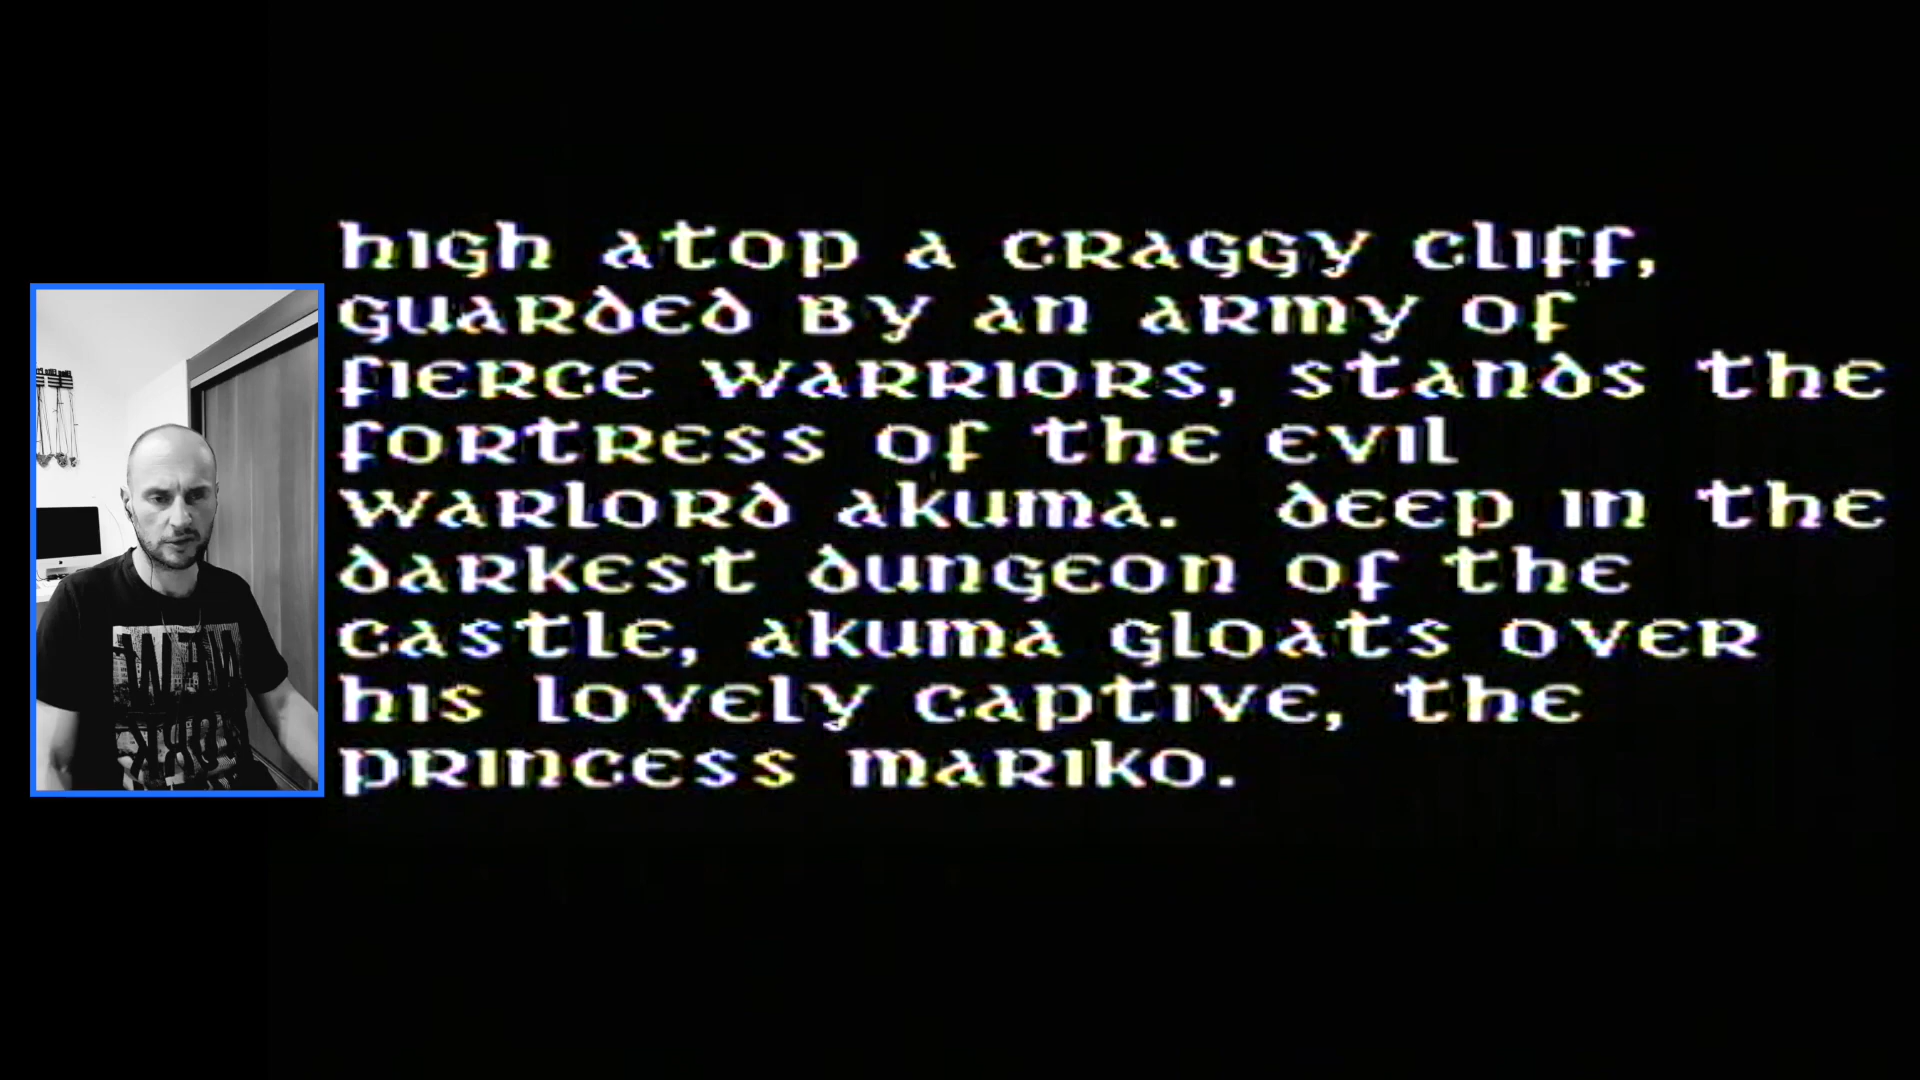 high atop a craggy cliff,
guarded by an army of
fierce warriors, stands the
fortress of the evil
warlord akuma.  deep in the
darkest dungeon of the
castle, akuma gloats over
his lovely captive, the
princess mariko.